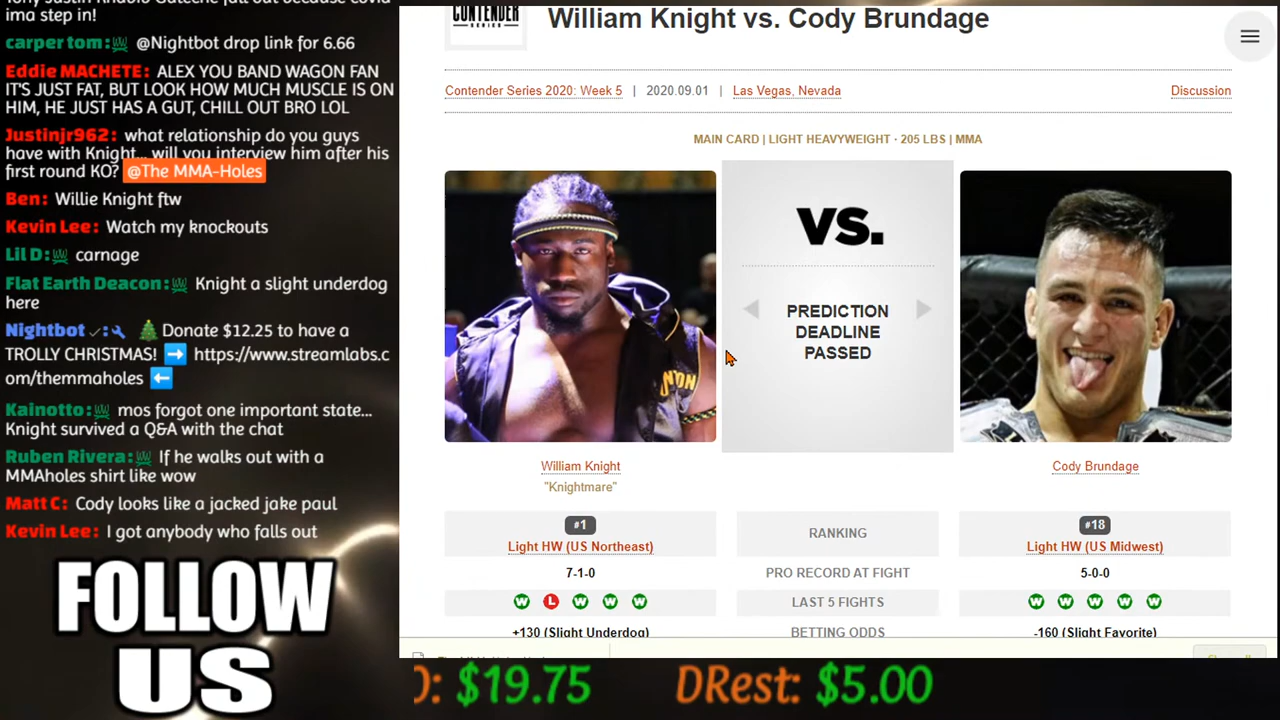 ima step in!
carper tom: @Nightbot drop link for 6.66
Eddie MACHETE: ALEX YOU BAND WAGON FAN
IT'S JUST FAT, BUT LOOK HOW MUCH MUSCLE IS ON
HIM, HE JUST HAS A GUT, CHILL OUT BRO LOL
Justinjr962: what relationship do you guys
have with Knight... will you interview him after his
first round KO? @The MMA-Holes
Ben: Willie Knight ftw
Kevin Lee: Watch my knockouts
Lil D: carnage
Flat Earth Deacon: Knight a slight underdog
here
Nightbot ✓: 🔧 🎄 Donate $12.25 to have a
TROLLY CHRISTMAS! ➡️ https://www.streamlabs.c
om/themmaholes ⬅️
Kainotto: mos forgot one important state...
Knight survived a Q&A with the chat
Ruben Rivera: If he walks out with a
MMAholes shirt like wow
Matt C: Cody looks like a jacked jake paul
Kevin Lee: I got anybody who falls out
FOLLOW
US
CONTENDER
SERIES
William Knight vs. Cody Brundage
Contender Series 2020: Week 5 | 2020.09.01 | Las Vegas, Nevada
Discussion
MAIN CARD | LIGHT HEAVYWEIGHT · 205 LBS | MMA
VS.
PREDICTION
DEADLINE
PASSED
William Knight
"Knightmare"
Cody Brundage
#1
RANKING
#18
Light HW (US Northeast)
Light HW (US Midwest)
7-1-0 PRO RECORD AT FIGHT 5-0-0
W L W W W LAST 5 FIGHTS W W W W W
+130 (Slight Underdog) BETTING ODDS -160 (Slight Favorite)
$19.75 DRest: $5.00